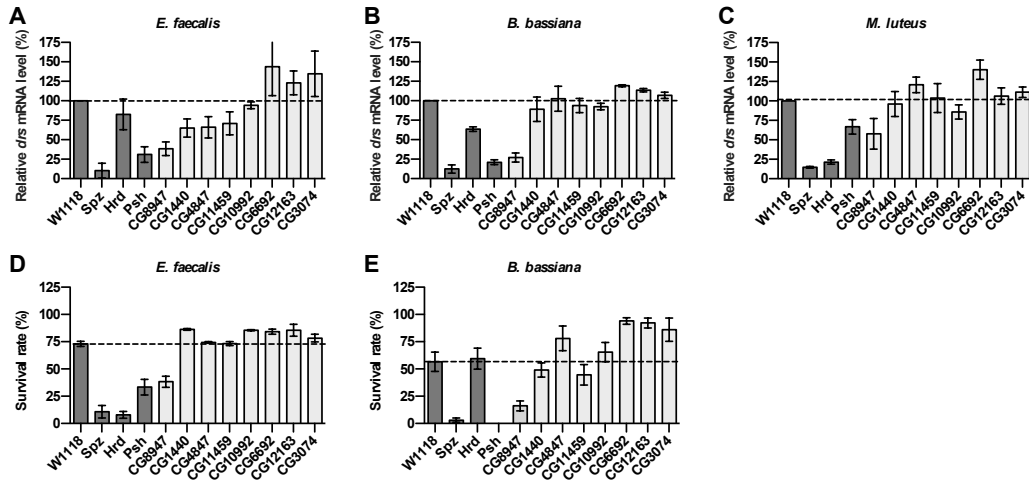 A
E. faecalis
Relative drs mRNA level (%)
175
150
125
100
75
50
25
0
W1118
Spz
Hrd
Psh
CG8947
CG1440
CG4847
CG11459
CG10992
CG6692
CG12163
CG3074
B
B. bassiana
Relative drs mRNA level (%)
175
150
125
100
75
50
25
0
W1118
Spz
Hrd
Psh
CG8947
CG1440
CG4847
CG11459
CG10992
CG6692
CG12163
CG3074
C
M. luteus
Relative drs mRNA level (%)
175
150
125
100
75
50
25
0
W1118
Spz
Hrd
Psh
CG8947
CG1440
CG4847
CG11459
CG10992
CG6692
CG12163
CG3074
D
E. faecalis
Survival rate (%)
125
100
75
50
25
0
W1118
Spz
Hrd
Psh
CG8947
CG1440
CG4847
CG11459
CG10992
CG6692
CG12163
CG3074
E
B. bassiana
Survival rate (%)
125
100
75
50
25
0
W1118
Spz
Hrd
Psh
CG8947
CG1440
CG4847
CG11459
CG10992
CG6692
CG12163
CG3074